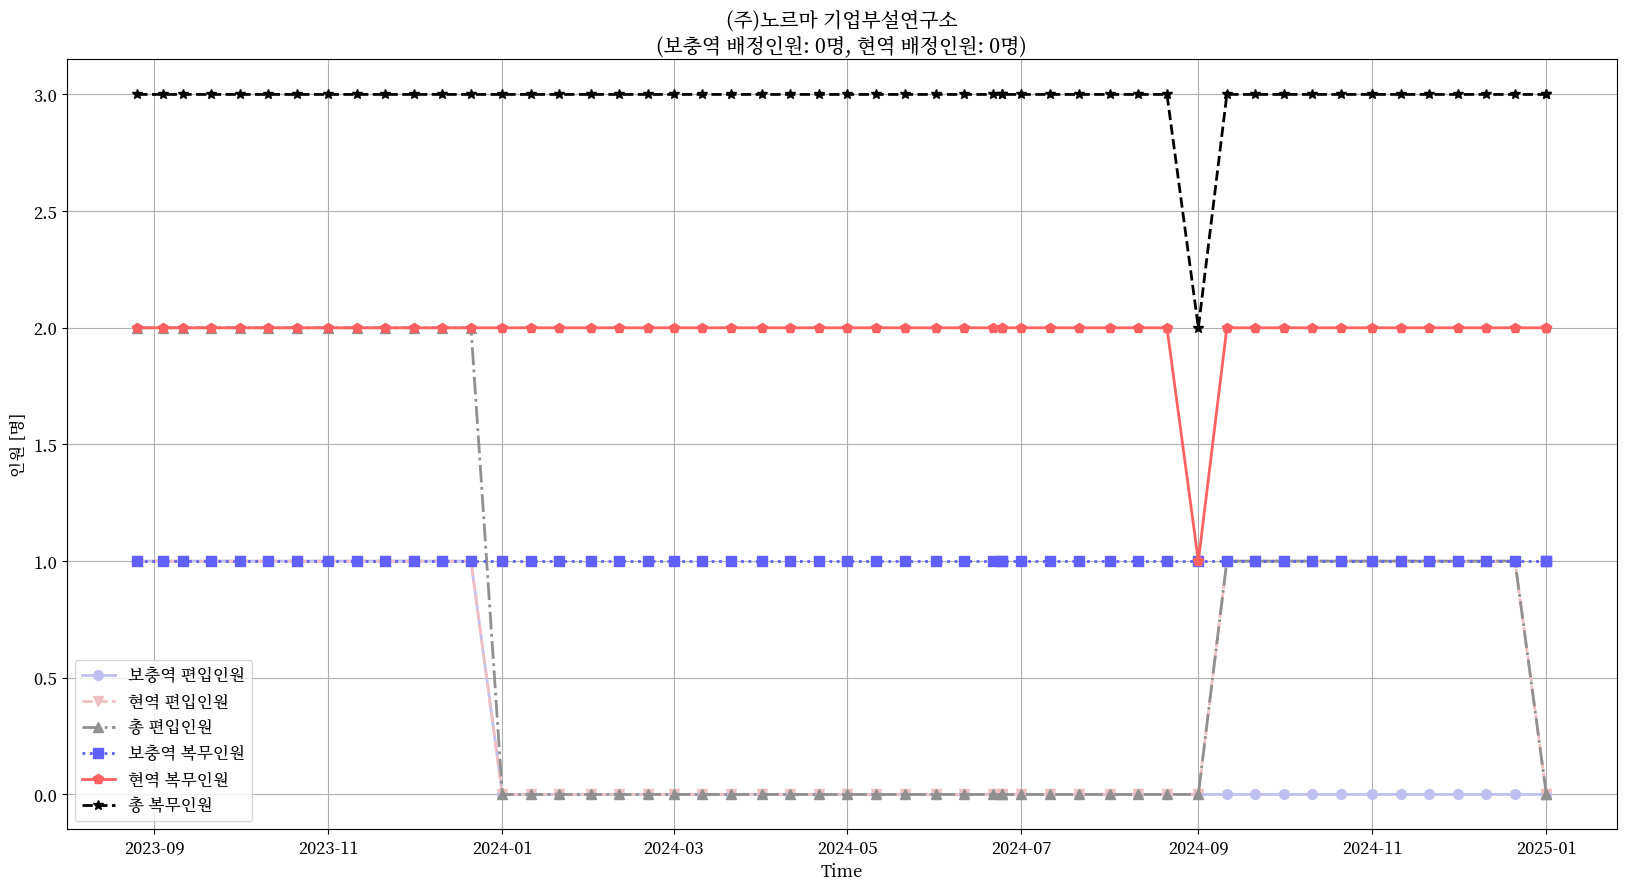 (주)노르마 기업부설연구소
(보충역 배정인원: 0명, 현역 배정인원: 0명)
3.0
2.5
2.0
1.5
1.0
0.5
0.0
인원 [명]
보충역 편입인원
현역 편입인원
총 편입인원
보충역 복무인원
현역 복무인원
총 복무인원
2023-09
2023-11
2024-01
2024-03
2024-05
2024-07
2024-09
2024-11
2025-01
Time